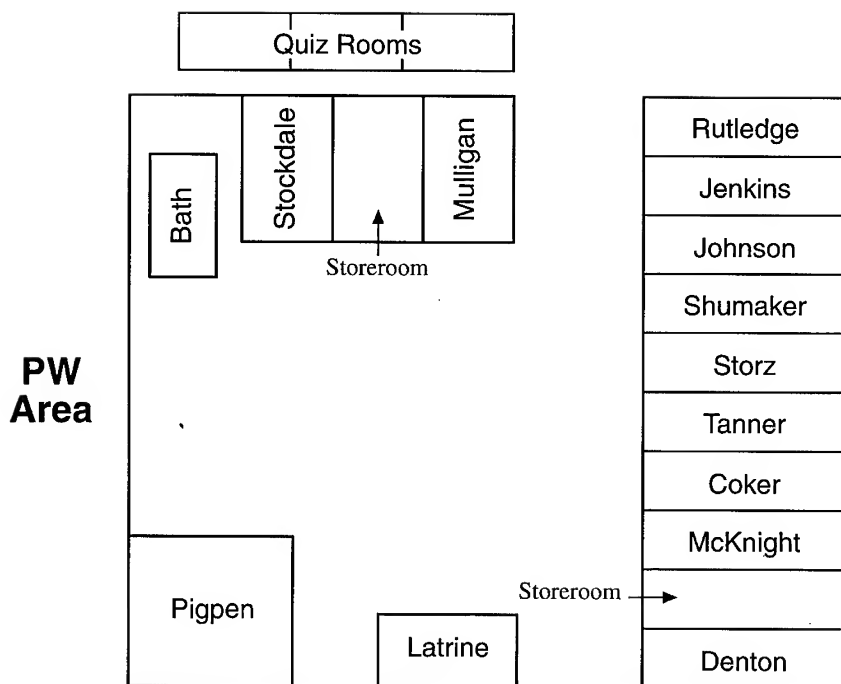 Quiz Rooms
Stockdale
Mulligan
Bath
Storeroom
PW
Area
Rutledge
Jenkins
Johnson
Shumaker
Storz
Tanner
Coker
McKnight
Storeroom
Denton
Pigpen
Latrine